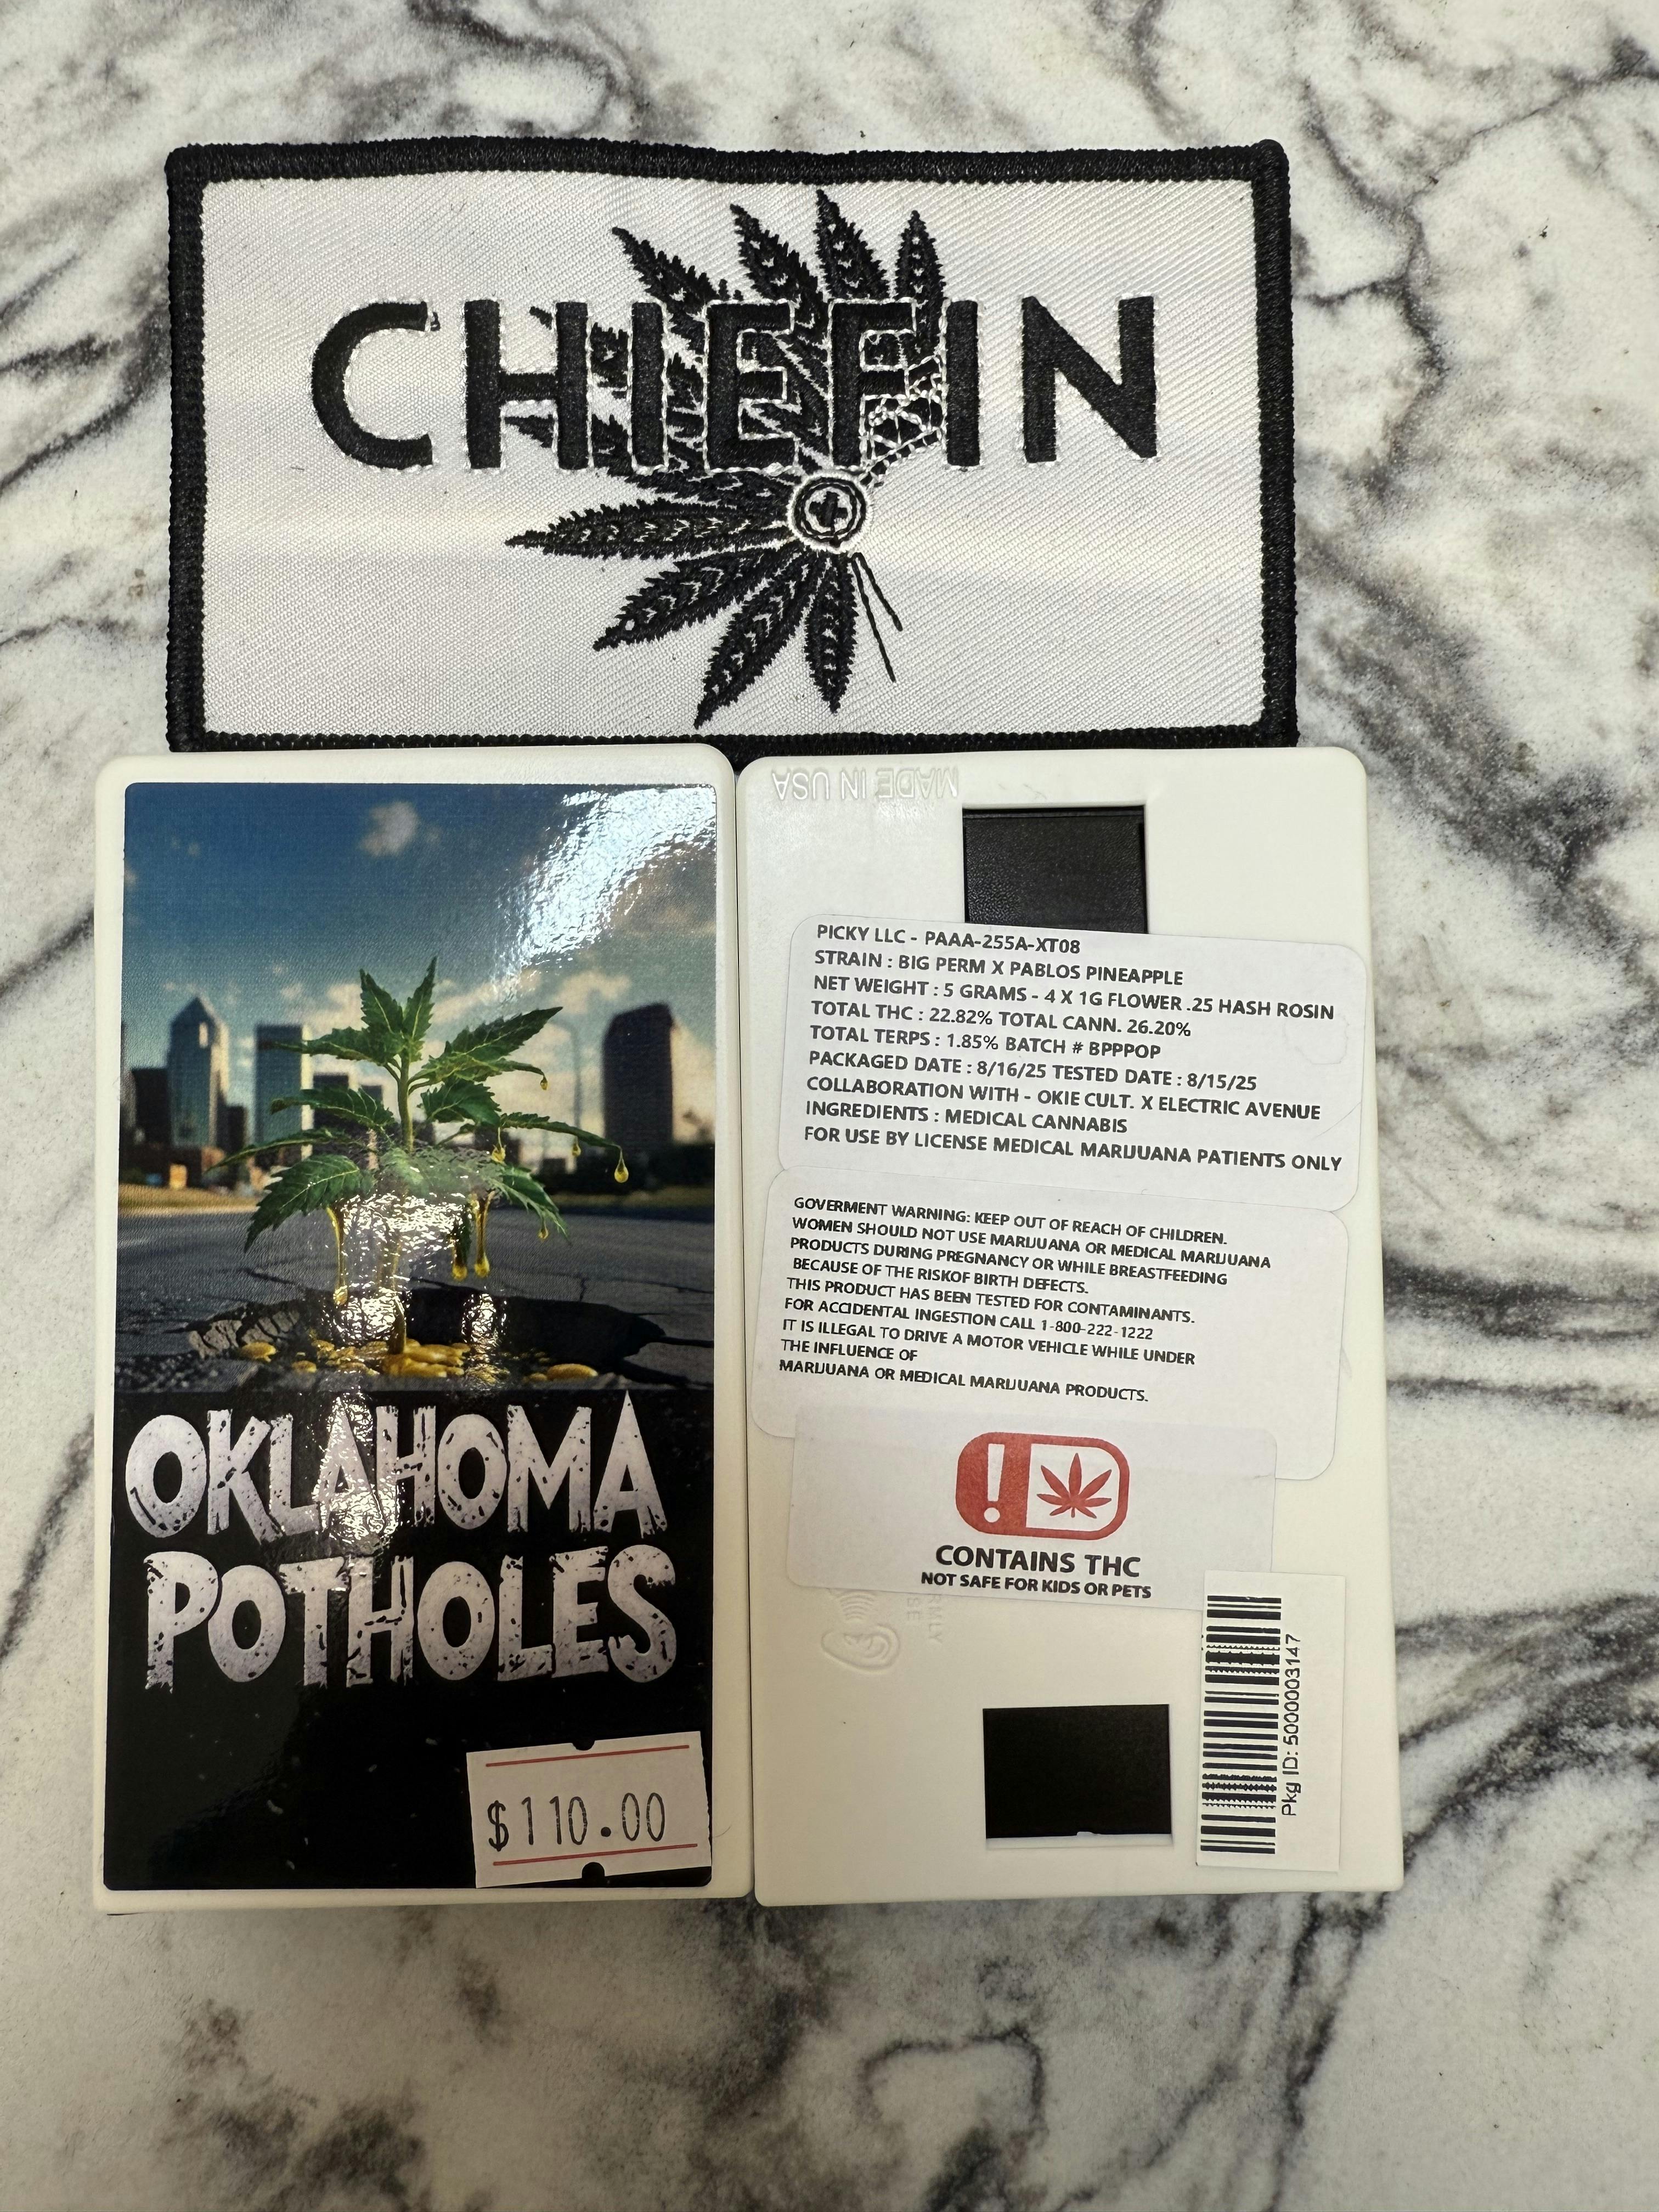 CHIEFIN
OKLAHOMA
POTHOLES
$110.00
MADE IN USA
PICKY LLC - PAAA-255A-XT08
STRAIN : BIG PERM X PABLOS PINEAPPLE
NET WEIGHT : 5 GRAMS - 4 X 1G FLOWER .25 HASH ROSIN
TOTAL THC : 22.82% TOTAL CANN. 26.20%
TOTAL TERPS : 1.85% BATCH # BPPPOP
PACKAGED DATE : 8/16/25 TESTED DATE : 8/15/25
COLLABORATION WITH - OKIE CULT. X ELECTRIC AVENUE
INGREDIENTS : MEDICAL CANNABIS
FOR USE BY LICENSE MEDICAL MARIJUANA PATIENTS ONLY
GOVERMENT WARNING: KEEP OUT OF REACH OF CHILDREN.
WOMEN SHOULD NOT USE MARIJUANA OR MEDICAL MARIJUANA
PRODUCTS DURING PREGNANCY OR WHILE BREASTFEEDING
BECAUSE OF THE RISKOF BIRTH DEFECTS.
THIS PRODUCT HAS BEEN TESTED FOR CONTAMINANTS.
FOR ACCIDENTAL INGESTION CALL 1-800-222-1222
IT IS ILLEGAL TO DRIVE A MOTOR VEHICLE WHILE UNDER
THE INFLUENCE OF
MARIJUANA OR MEDICAL MARIJUANA PRODUCTS.
CONTAINS THC
NOT SAFE FOR KIDS OR PETS
Pkg ID: 5000003147